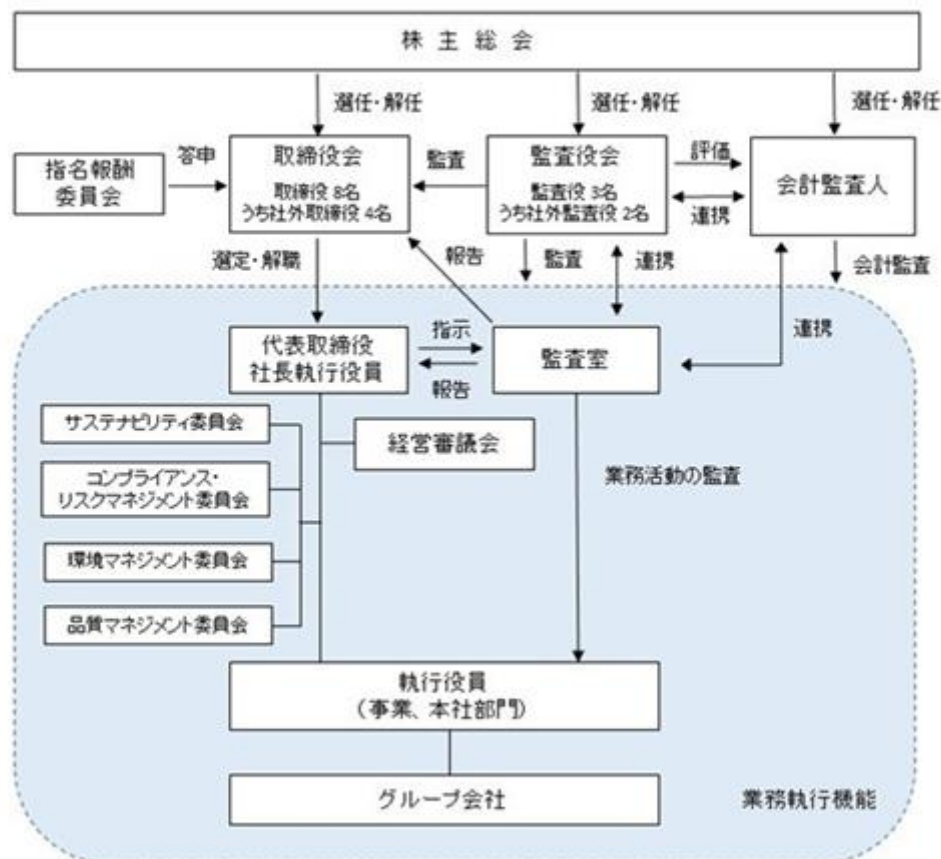 株主総会
選任・解任
選任・解任
選任・解任
指名報酬
委員会
答申
取締役会
取締役 8名
うち社外取締役 4名
監査
監査役会
監査役 3名
うち社外監査役 2名
評価
連携
会計監査人
選定・解職
報告
監査
連携
会計監査
代表取締役
社長執行役員
指示
報告
監査室
連携
サステナビリティ委員会
経営審議会
コンプライアンス・
リスクマネジメント委員会
業務活動の監査
環境マネジメント委員会
品質マネジメント委員会
執行役員
(事業、本社部門)
グループ会社
業務執行機能